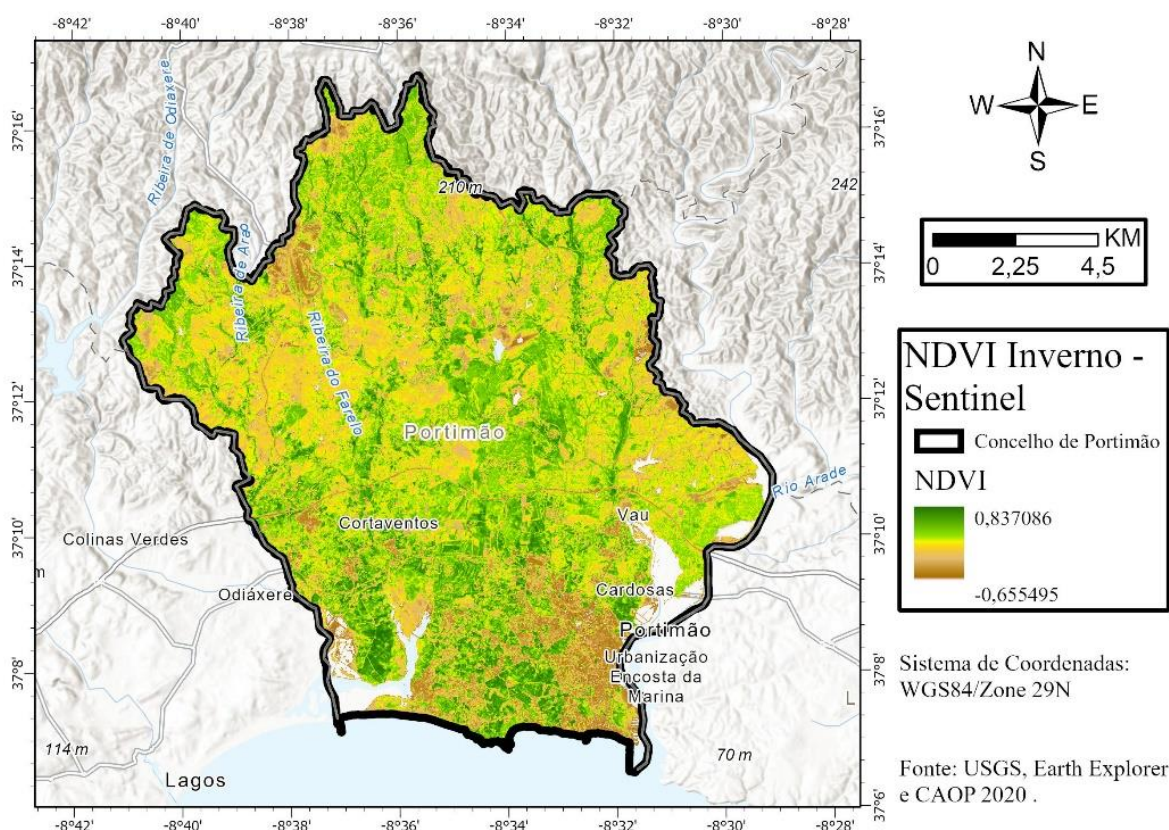 -8°42' -8°40' -8°38' -8°36' -8°34' -8°32' -8°30' -8°28'
37°16' 37°16'
37°14' 37°14'
37°12' 37°12'
37°10' 37°10'
37°8' 37°8'
37°6'
Ribeira de Odiaxere
210 m
242
Ribeira de Arao
Ribeira do Farelo
Portimão
Rio Arade
Vau
Cortaventos
Colinas Verdes
m
Odiáxere
Cardosas
Portimão
Urbanização
Encosta da
Marina
L
114 m
70 m
Lagos
-8°42' -8°40' -8°38' -8°36' -8°34' -8°32' -8°30' -8°28'
N
W E
S
KM
0 2,25 4,5
NDVI Inverno -
Sentinel
Concelho de Portimão
NDVI
0,837086
-0,655495
Sistema de Coordenadas:
WGS84/Zone 29N
Fonte: USGS, Earth Explorer
e CAOP 2020 .